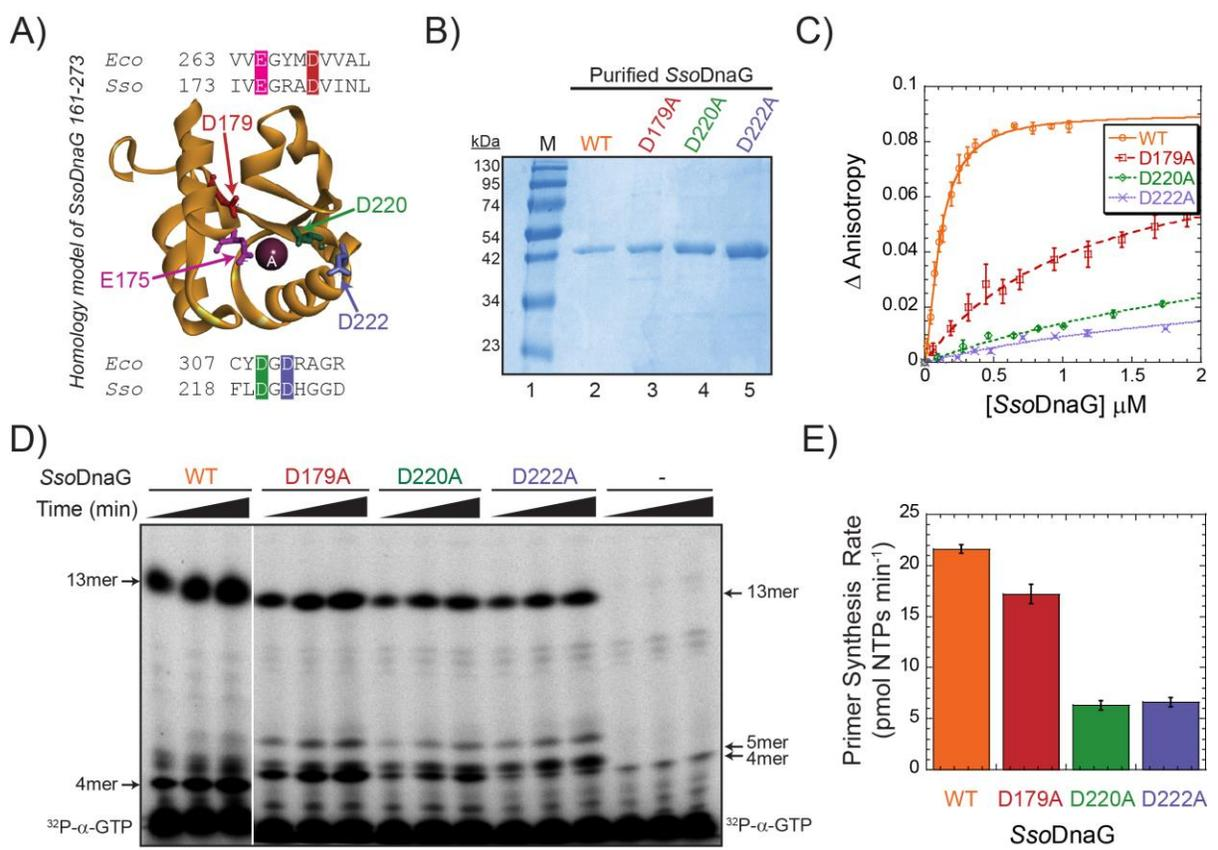 A)
Homology model of SsoDnaG 161-273
Eco 263 VVEGYMDVVAL
Sso 173 IVEGRADVINL
D179
D220
A
E175
D222
Eco 307 CYDGDRAGR
Sso 218 FLDGDHGGD
B)
Purified SsoDnaG
kDa M WT D179A D220A D222A
130
95
74
54
42
34
23
1 2 3 4 5
C)
Δ Anisotropy
0.1
0.08
0.06
0.04
0.02
0
0 0.5 1 1.5 2
[SsoDnaG] μM
WT
D179A
D220A
D222A
D)
SsoDnaG WT D179A D220A D222A -
Time (min)
13mer
13mer
5mer
4mer
4mer
32P-α-GTP
32P-α-GTP
E)
Primer Synthesis Rate
(pmol NTPs min-1)
25
20
15
10
5
0
WT D179A D220A D222A
SsoDnaG